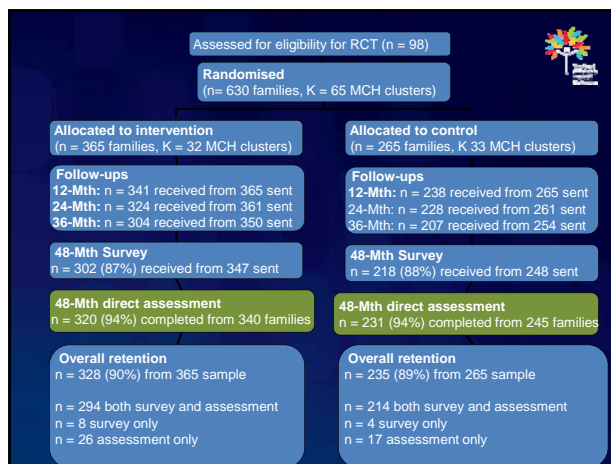 Assessed for eligibility for RCT (n = 98)
Randomised
(n= 630 families, K = 65 MCH clusters)
Allocated to intervention
(n = 365 families, K = 32 MCH clusters)
Follow-ups
12-Mth: n = 341 received from 365 sent
24-Mth: n = 324 received from 361 sent
36-Mth: n = 304 received from 350 sent
48-Mth Survey
n = 302 (87%) received from 347 sent
48-Mth direct assessment
n = 320 (94%) completed from 340 families
Overall retention
n = 328 (90%) from 365 sample
n = 294 both survey and assessment
n = 8 survey only
n = 26 assessment only
Allocated to control
(n = 265 families, K 33 MCH clusters)
Follow-ups
12-Mth: n = 238 received from 265 sent
24-Mth: n = 228 received from 261 sent
36-Mth: n = 207 received from 254 sent
48-Mth Survey
n = 218 (88%) received from 248 sent
48-Mth direct assessment
n = 231 (94%) completed from 245 families
Overall retention
n = 235 (89%) from 265 sample
n = 214 both survey and assessment
n = 4 survey only
n = 17 assessment only